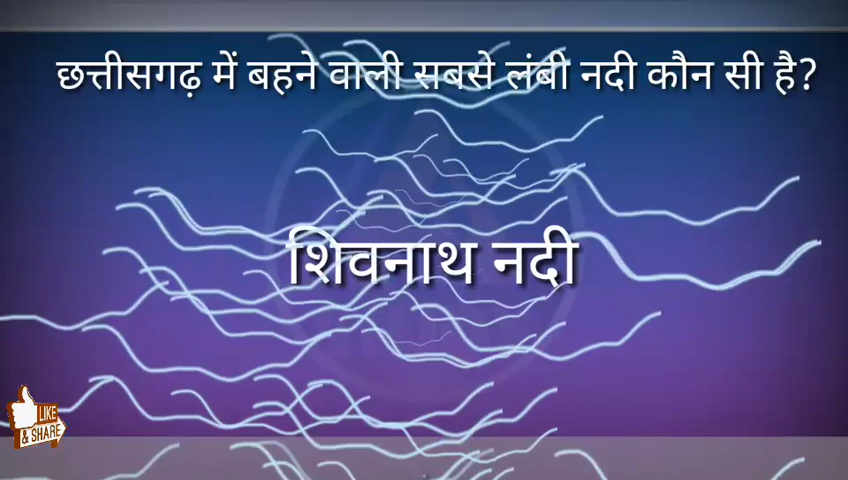 छत्तीसगढ़ में बहने वाली सबसे लंबी नदी कौन सी है?
शिवनाथ नदी
LIKE
& SHARE